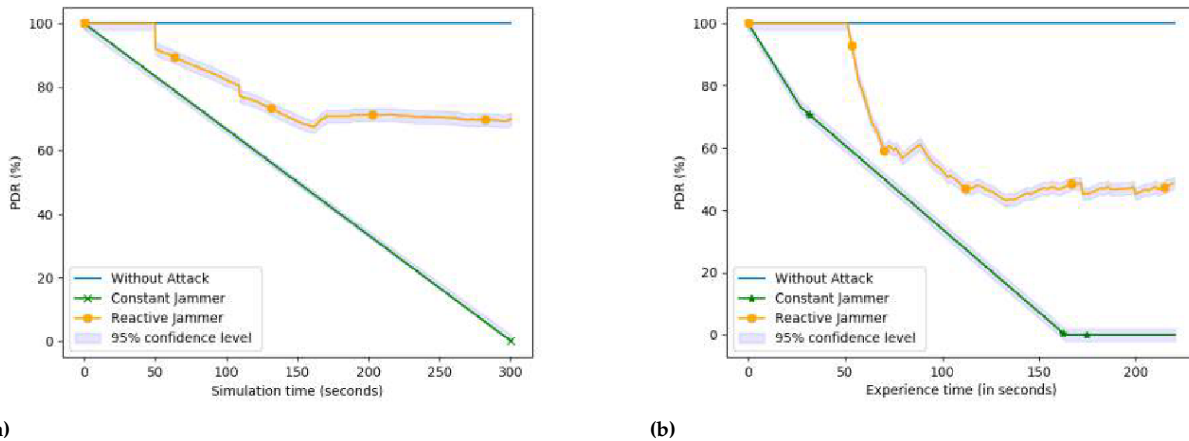 100
80
60
40
20
0
PDR (%)
Without Attack
Constant Jammer
Reactive Jammer
95% confidence level
0 50 100 150 200 250 300
Simulation time (seconds)
100
80
60
40
20
0
PDR (%)
Without Attack
Constant Jammer
Reactive Jammer
95% confidence level
0 50 100 150 200
Experience time (in seconds)
)
(b)